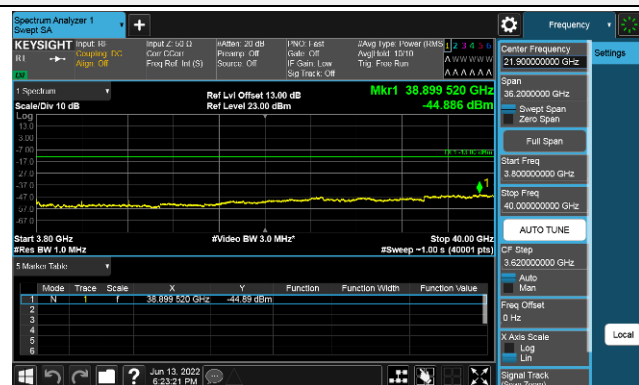 Spectrum Analyzer 1
Swept SA
Frequency
KEYSIGHT Input: RF Input Z: 50 Ω #Atten: 20 dB PNO: Fast #Avg Type: Power (RMS 1 2 3 4 5 6
Coupling: DC Corr CCorr Preamp: Off Gate: Off Avg|Hold: 10/10 A W W W W W
Align: Off Freq Ref: Int (S) Source: Off IF Gain: Low Trig: Free Run
Sig Track: Off A A A A A A
1 Spectrum
Scale/Div 10 dB
Ref Lvl Offset 13.00 dB
Ref Level 23.00 dBm
Mkr1 38.899 520 GHz
-44.886 dBm
Log
13.0
3.00
-7.00
-17.0
-27.0
-37.0
-47.0
-57.0
-67.0
1
Start 3.80 GHz #Video BW 3.0 MHz* Stop 40.00 GHz
#Res BW 1.0 MHz #Sweep ~1.00 s (40001 pts)
5 Marker Table
Mode Trace Scale X Y Function Function Width Function Value
1 N 1 f 38.899 520 GHz -44.89 dBm
2
3
4
5
6
Jun 13, 2022
6:23:21 PM
Center Frequency
21.900000000 GHz
Settings
Span
36.2000000 GHz
Swept Span
Zero Span
Full Span
Start Freq
3.800000000 GHz
Stop Freq
40.000000000 GHz
AUTO TUNE
CF Step
3.620000000 GHz
Auto
Man
Freq Offset
0 Hz
X Axis Scale
Log
Lin
Local
Signal Track
(Span Zoom)